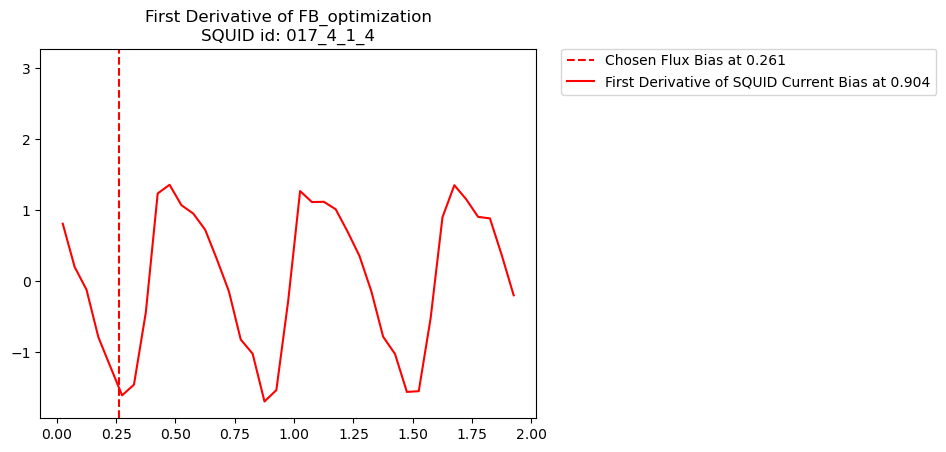 First Derivative of FB_optimization
SQUID id: 017_4_1_4
Chosen Flux Bias at 0.261
First Derivative of SQUID Current Bias at 0.904
3
2
1
0
−1
0.00 0.25 0.50 0.75 1.00 1.25 1.50 1.75 2.00